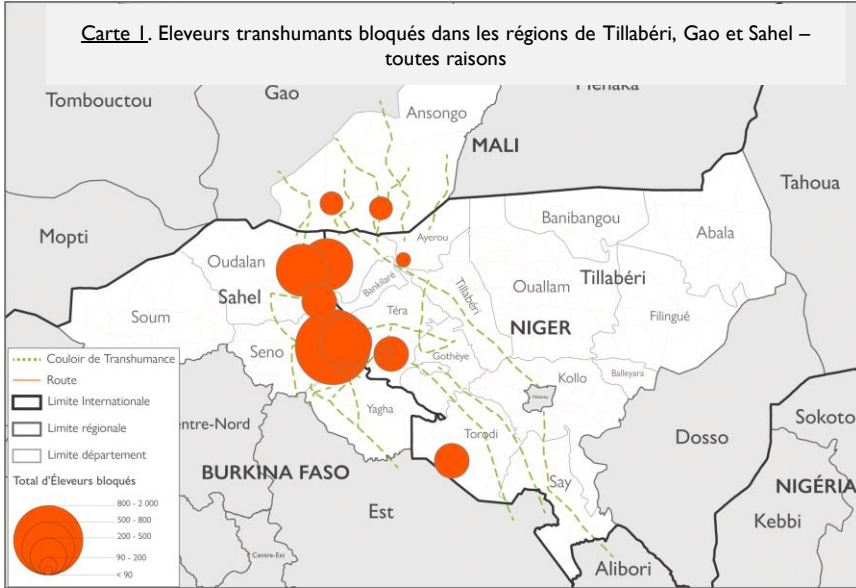 Carte 1. Eleveurs transhumants bloqués dans les régions de Tillabéri, Gao et Sahel –
toutes raisons
Tombouctou
Gao
Ansongo
MALI
Tahoua
Mopti
Oudalan
Ayerou
Banibangou
Abala
Bankilaré
Tillabéri
Ouallam
Tillabéri
Sahel
Soum
Téra
NIGER
Filingué
Seno
Gothèye
Kollo
Balleyara
Niamey
Yagha
Torodi
Dosso
Sokoto
BURKINA FASO
Say
NIGÉRIA
Est
Kebbi
Centre-Est
Alibori
entre-Nord
Couloir de Transhumance
Route
Limite Internationale
Limite régionale
Limite département
Total d'Éleveurs bloqués
800 - 2 000
500 - 800
200 - 500
90 - 200
< 90